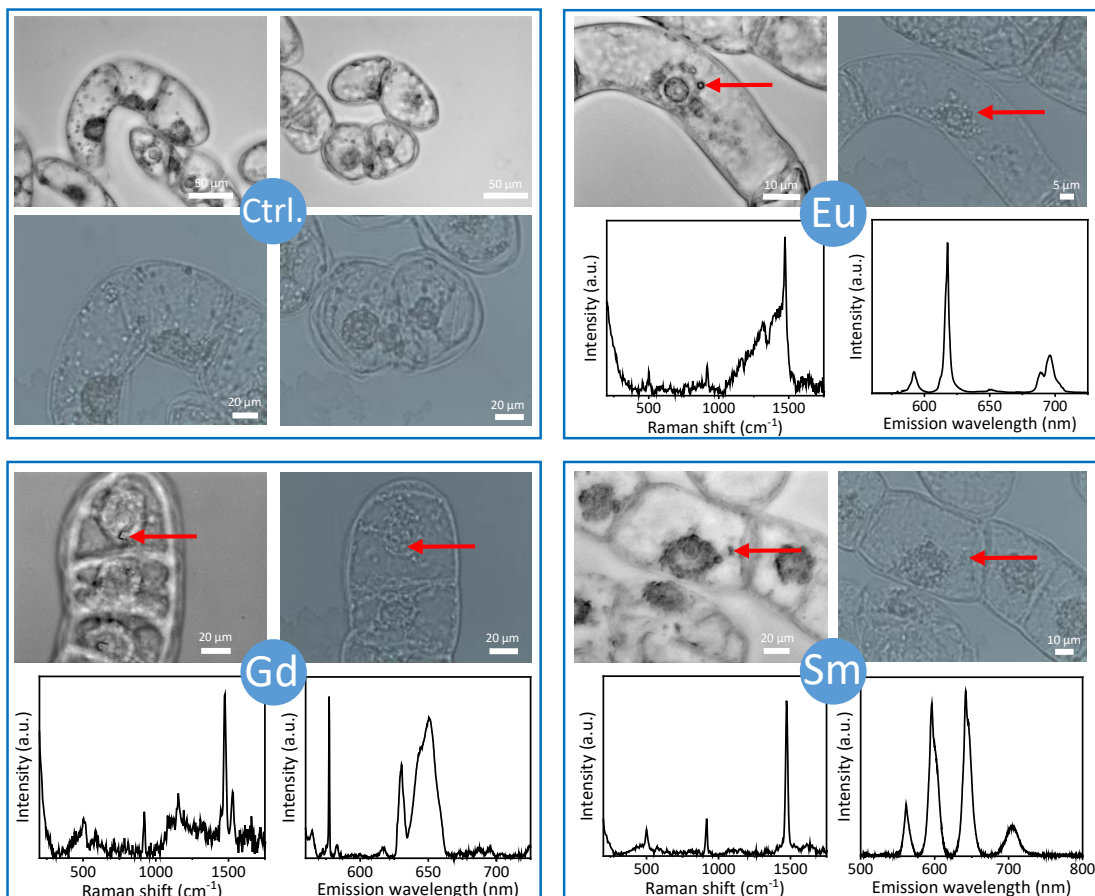 50 µm
50 µm
Ctrl.
20 µm
20 µm
10 µm
5 µm
Eu
Intensity (a.u.)
500
1000
1500
Raman shift (cm⁻¹)
Intensity (a.u.)
600
650
700
Emission wavelength (nm)
20 µm
20 µm
Gd
Intensity (a.u.)
500
1000
1500
Raman shift (cm⁻¹)
Intensity (a.u.)
600
650
700
Emission wavelength (nm)
20 µm
10 µm
Sm
Intensity (a.u.)
500
1000
1500
Raman shift (cm⁻¹)
Intensity (a.u.)
500
600
700
800
Emission wavelength (nm)